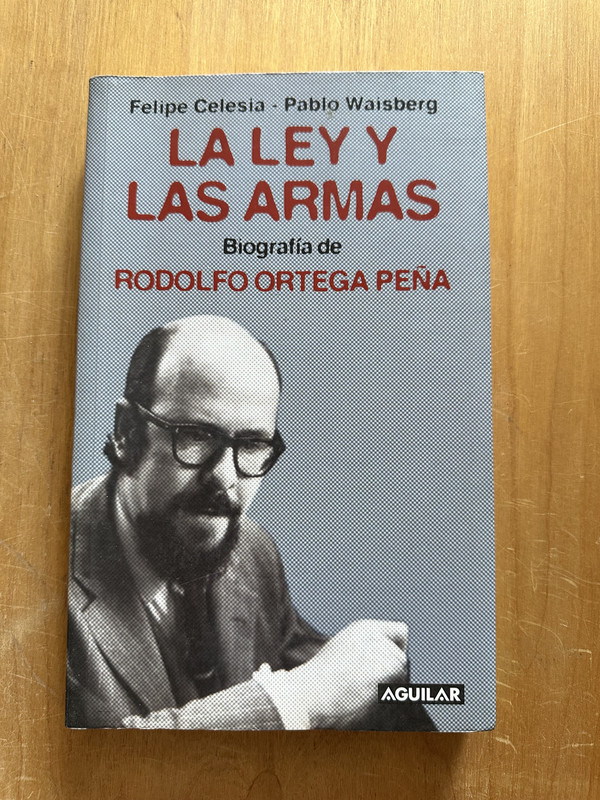 Felipe Celesia - Pablo Waisberg
LA LEY Y
LAS ARMAS
Biografía de
RODOLFO ORTEGA PEÑA
AGUILAR